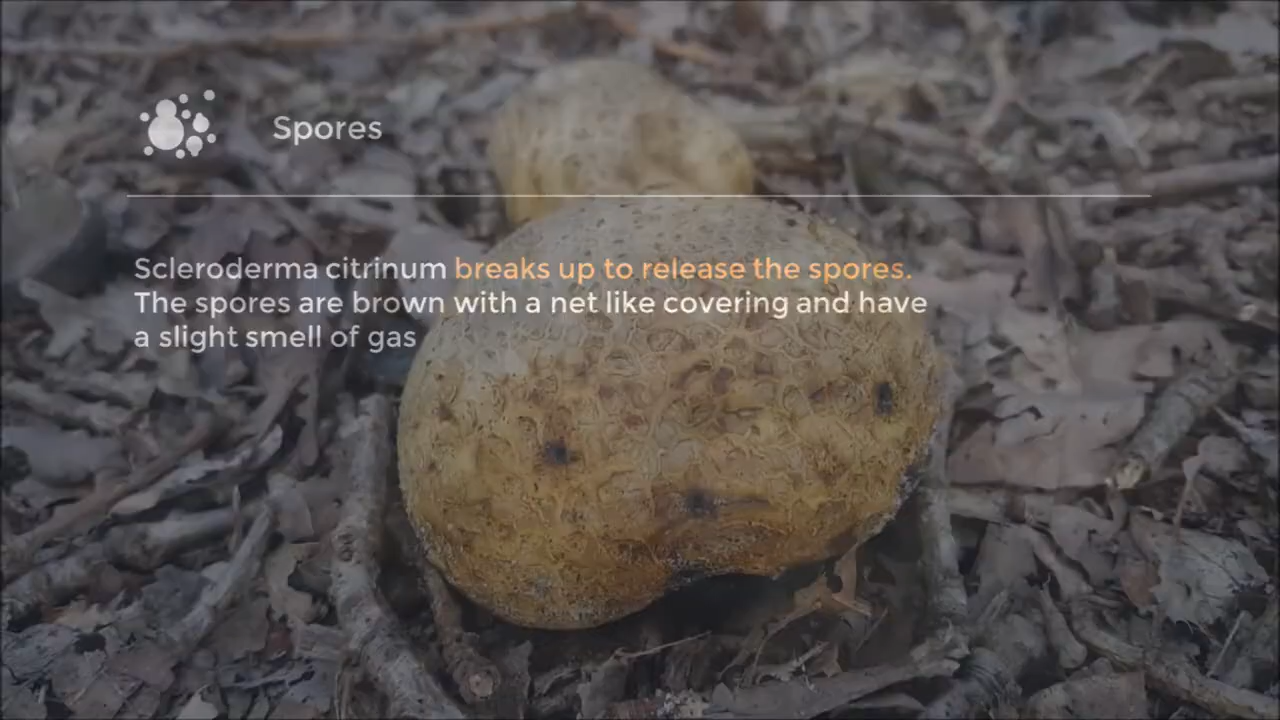 Spores
Scleroderma citrinum breaks up to release the spores.
The spores are brown with a net like covering and have
a slight smell of gas